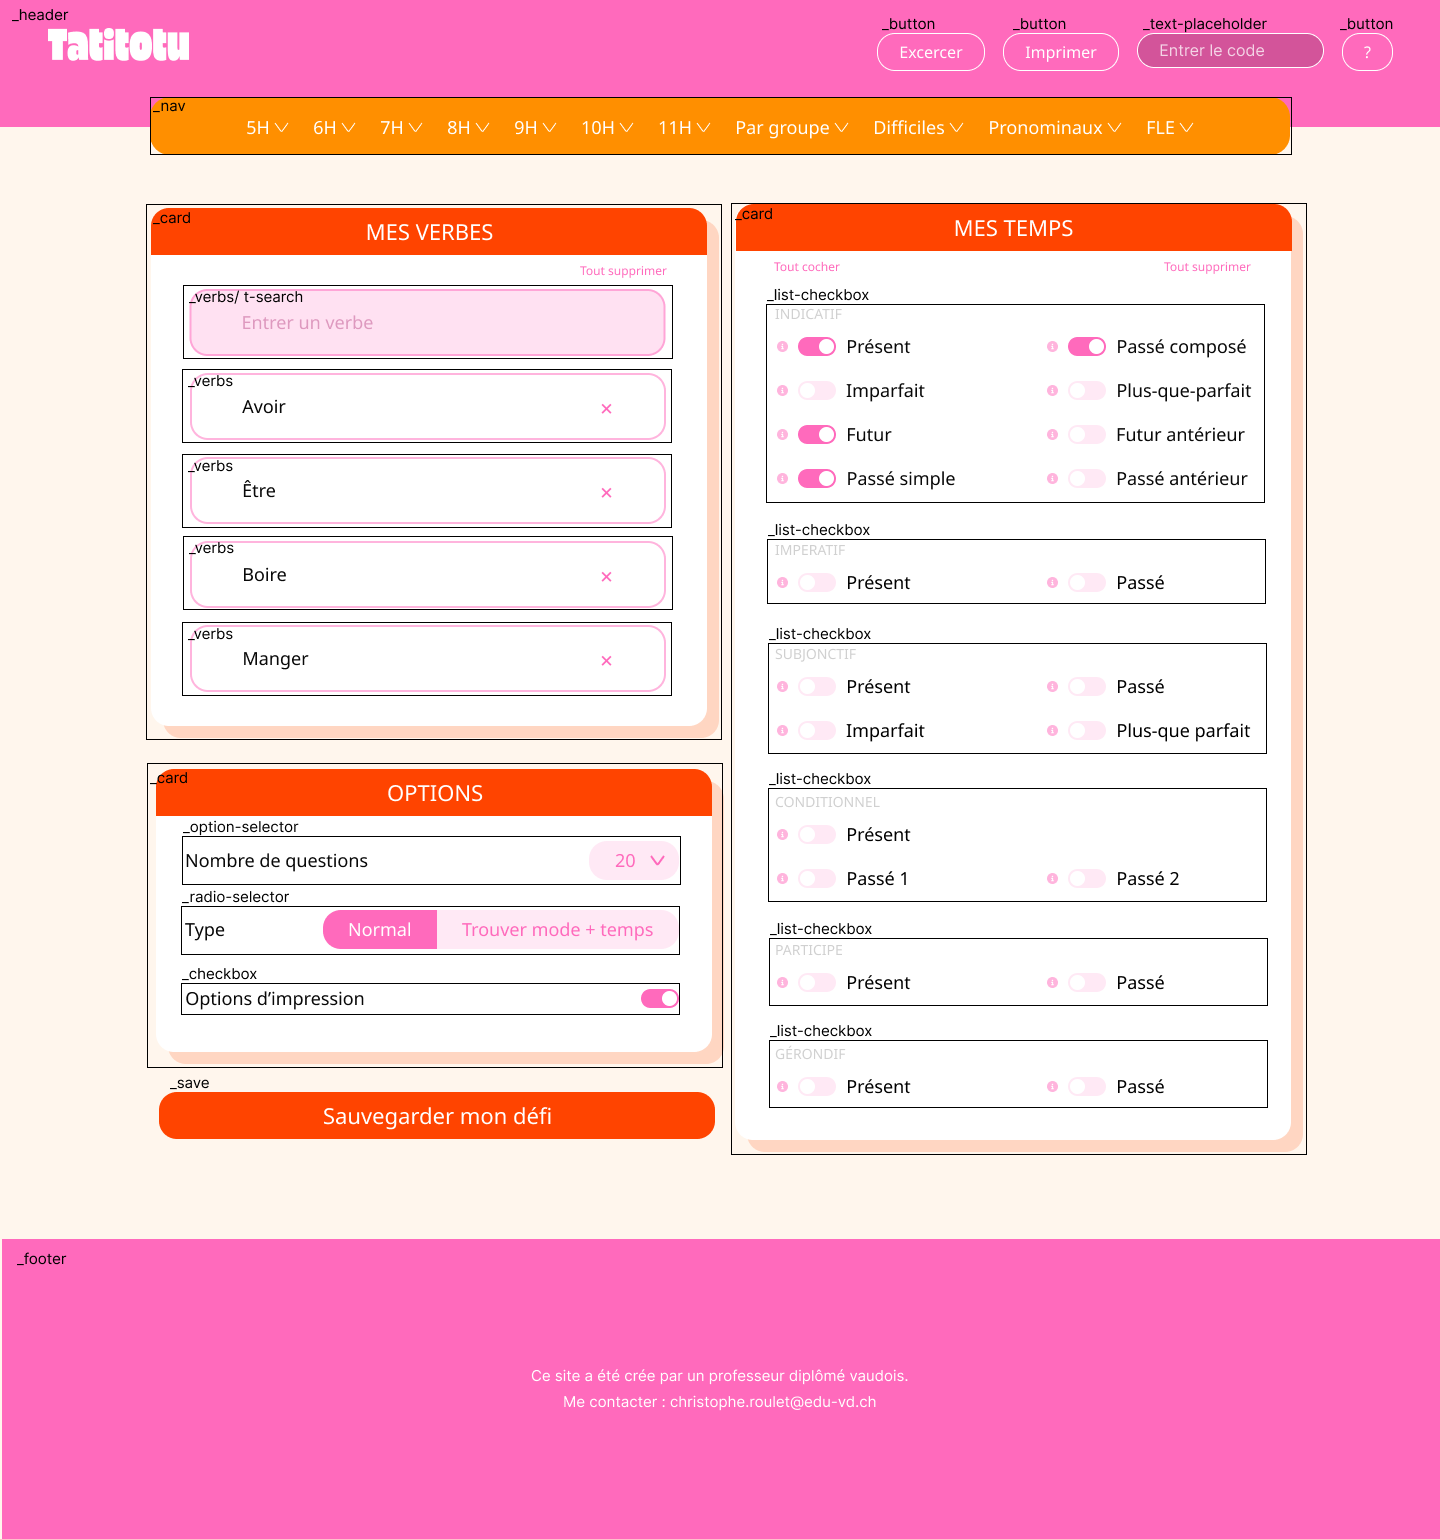 _header
Tatitotu
_button
Excercer
_button
Imprimer
_text-placeholder
Entrer le code
_button
?
_nav
5H 6H 7H 8H 9H 10H 11H Par groupe Difficiles Pronominaux FLE
_card
MES VERBES
Tout supprimer
_verbs/ t-search
Entrer un verbe
_verbs
Avoir ×
_verbs
Être ×
_verbs
Boire ×
_verbs
Manger ×
_card
OPTIONS
_option-selector
Nombre de questions 20
_radio-selector
Type Normal Trouver mode + temps
_checkbox
Options d’impression
_save
Sauvegarder mon défi
_card
MES TEMPS
Tout cocher Tout supprimer
_list-checkbox
INDICATIF
Présent Passé composé
Imparfait Plus-que-parfait
Futur Futur antérieur
Passé simple Passé antérieur
_list-checkbox
IMPERATIF
Présent Passé
_list-checkbox
SUBJONCTIF
Présent Passé
Imparfait Plus-que parfait
_list-checkbox
CONDITIONNEL
Présent
Passé 1 Passé 2
_list-checkbox
PARTICIPE
Présent Passé
_list-checkbox
GÉRONDIF
Présent Passé
_footer
Ce site a été crée par un professeur diplômé vaudois.
Me contacter : christophe.roulet@edu-vd.ch